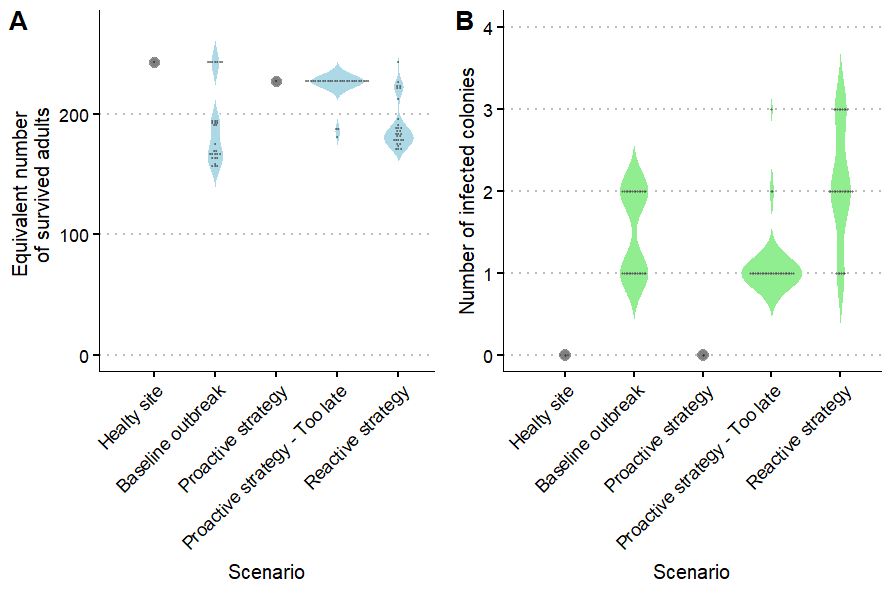 A
Equivalent number
of survived adults
200
100
0
Healty site
Baseline outbreak
Proactive strategy
Proactive strategy - Too late
Reactive strategy
Scenario
B
Number of infected colonies
4
3
2
1
0
Healty site
Baseline outbreak
Proactive strategy
Proactive strategy - Too late
Reactive strategy
Scenario